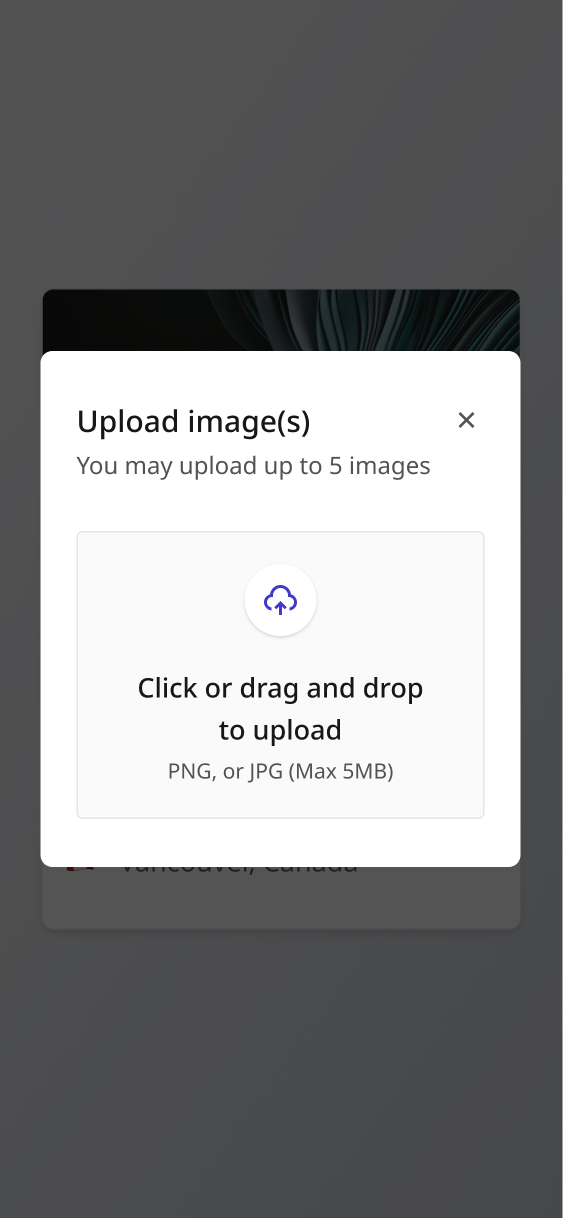 Upload image(s)
You may upload up to 5 images
Click or drag and drop
to upload
PNG, or JPG (Max 5MB)
Vancouver, Canada